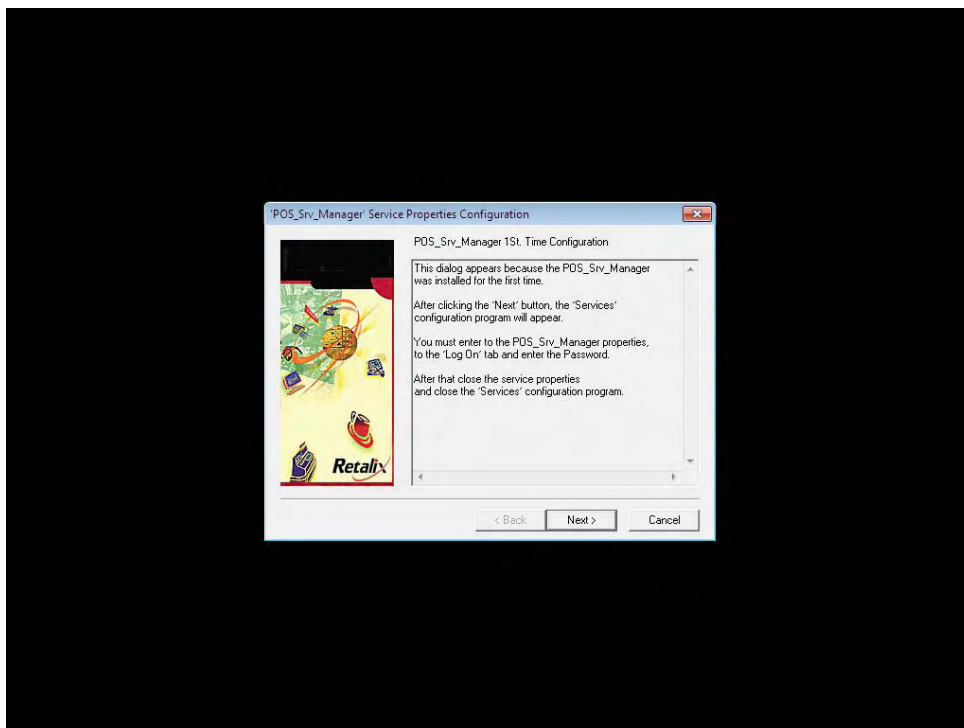 'POS_Srv_Manager' Service Properties Configuration
POS_Srv_Manager 1St. Time Configuration
This dialog appears because the POS_Srv_Manager
was installed for the first time.
After clicking the 'Next' button, the 'Services'
configuration program will appear.
You must enter to the POS_Srv_Manager properties,
to the 'Log On' tab and enter the Password.
After that close the service properties
and close the 'Services' configuration program.
Retalix
< Back
Next >
Cancel